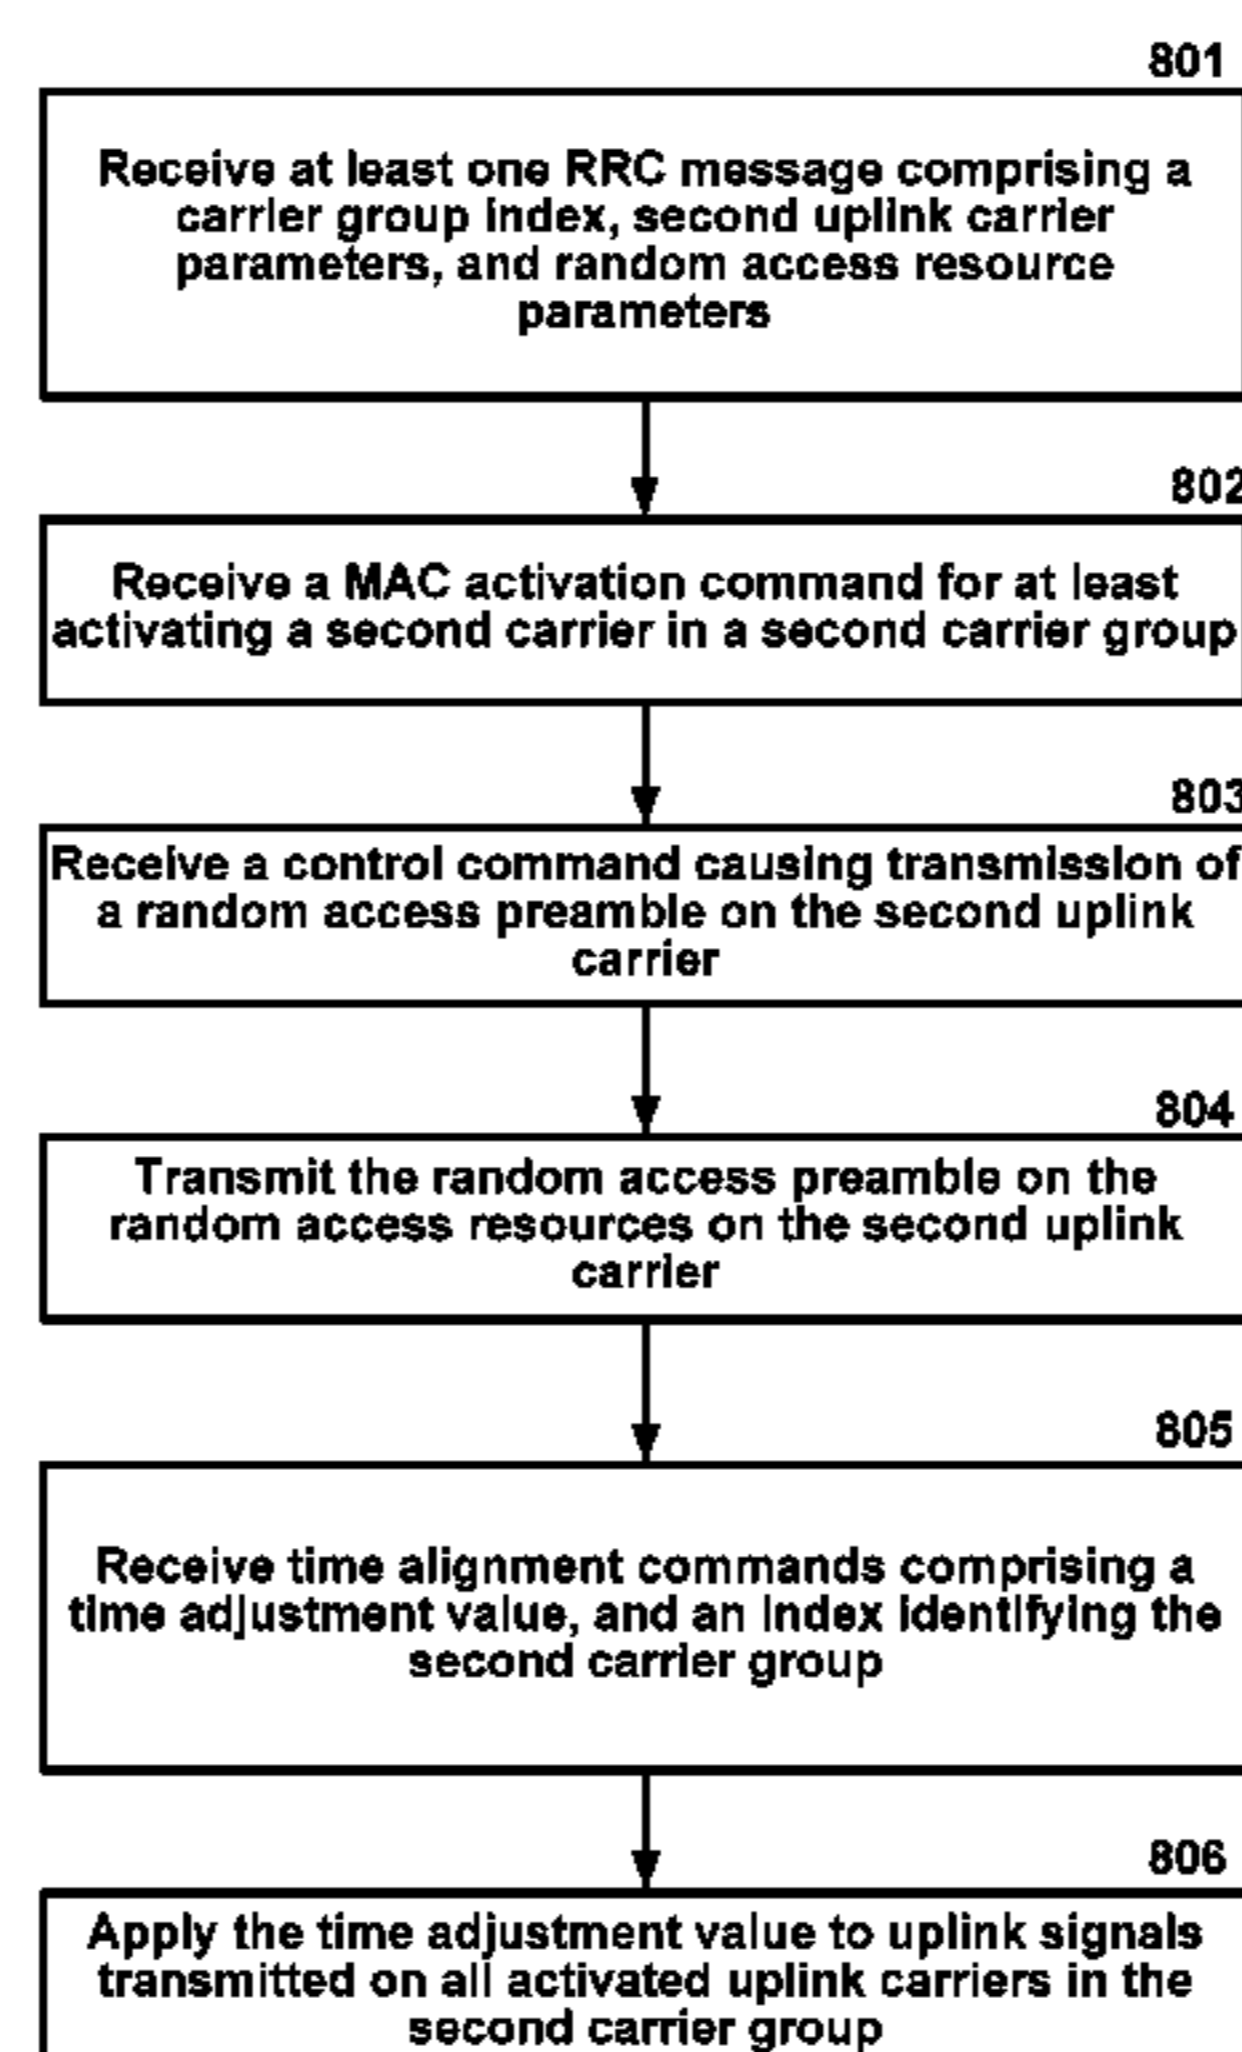 801
Receive at least one RRC message comprising a
carrier group index, second uplink carrier
parameters, and random access resource
parameters
802
Receive a MAC activation command for at least
activating a second carrier in a second carrier group
803
Receive a control command causing transmission of
a random access preamble on the second uplink
carrier
804
Transmit the random access preamble on the
random access resources on the second uplink
carrier
805
Receive time alignment commands comprising a
time adjustment value, and an index identifying the
second carrier group
806
Apply the time adjustment value to uplink signals
transmitted on all activated uplink carriers in the
second carrier group